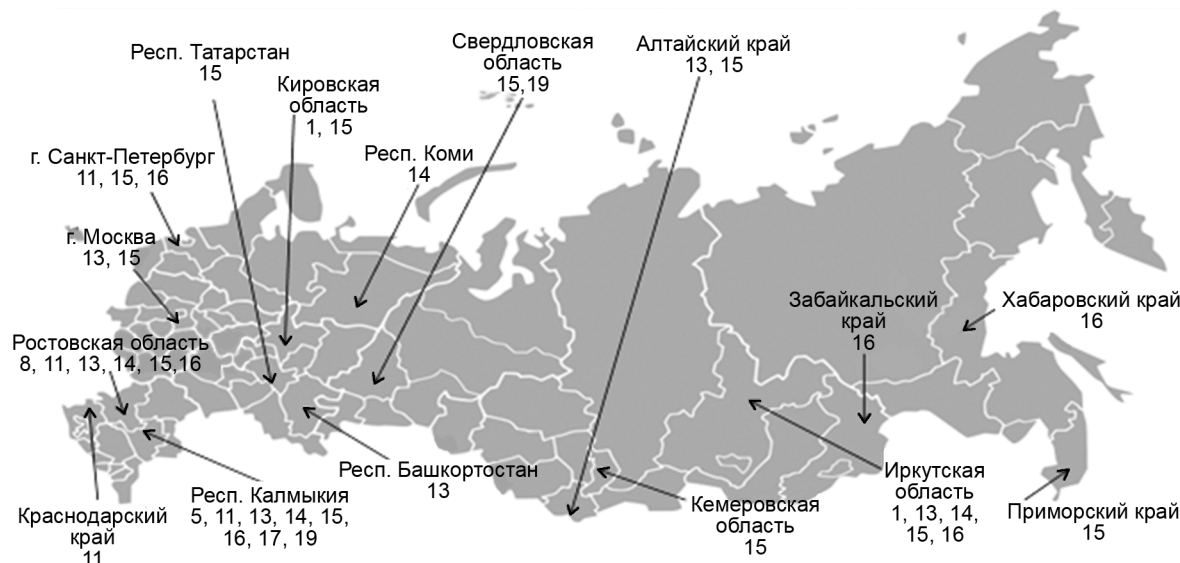 Свердловская
область
15,19
Алтайский край
13, 15
Респ. Татарстан
15
Кировская
область
1, 15
г. Санкт-Петербург
11, 15, 16
Респ. Коми
14
г. Москва
13, 15
Забайкальский
край
16
Хабаровский край
16
Ростовская область
8, 11, 13, 14, 15,16
Респ. Башкортостан
13
Иркутская
область
1, 13, 14,
15, 16
Респ. Калмыкия
5, 11, 13, 14, 15,
16, 17, 19
Кемеровская
область
15
Приморский край
15
Краснодарский
край
11